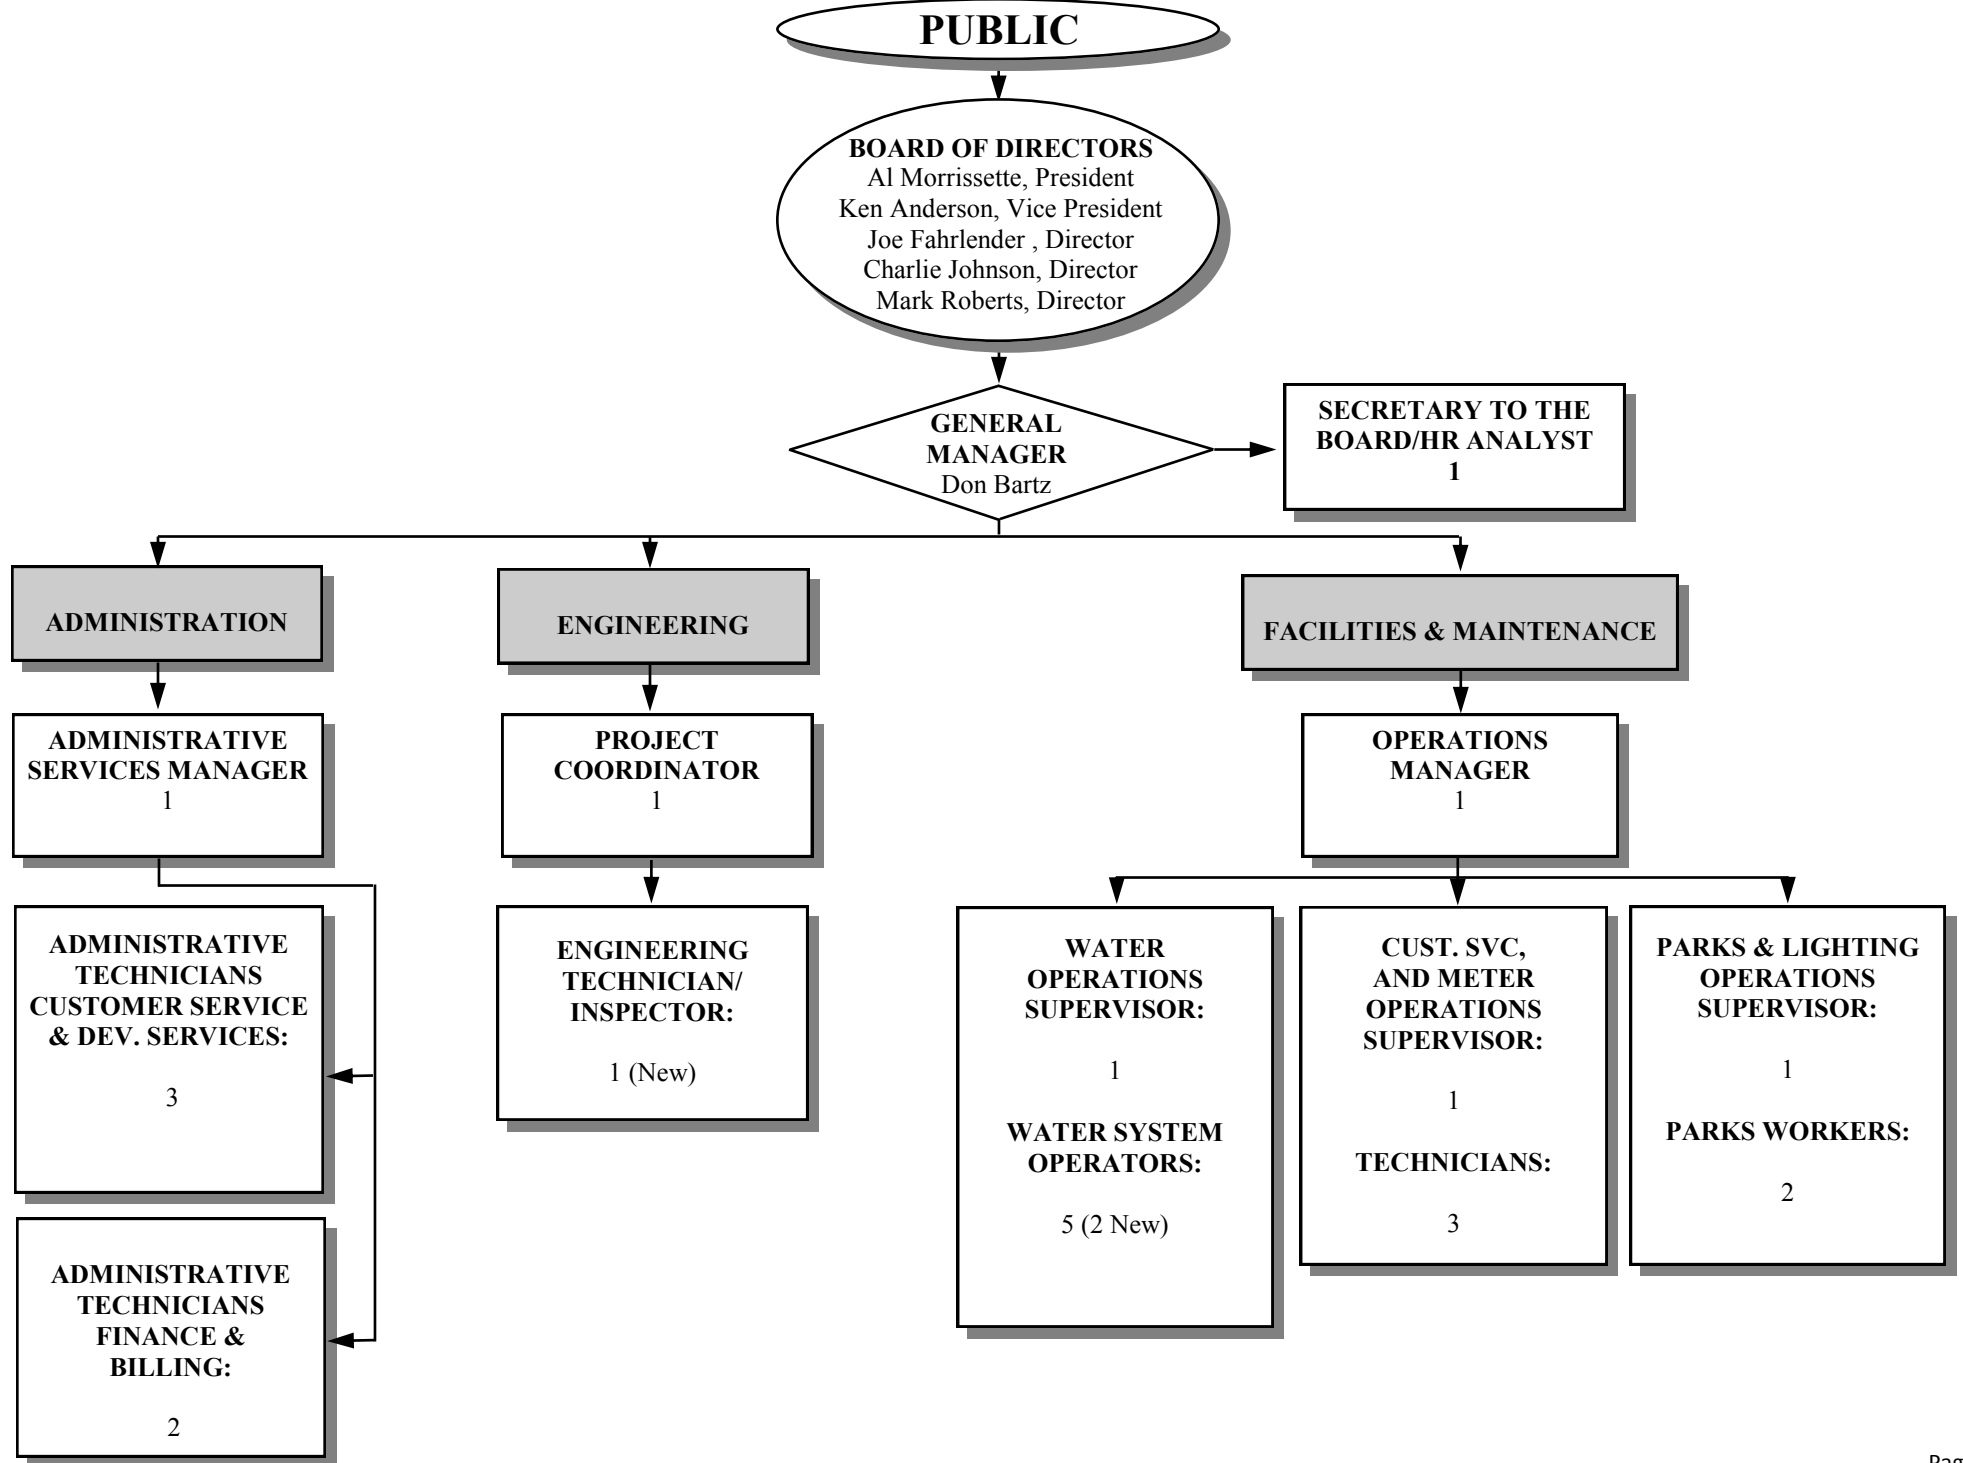 PUBLIC
BOARD OF DIRECTORS
Al Morrissette, President
Ken Anderson, Vice President
Joe Fahrlender , Director
Charlie Johnson, Director
Mark Roberts, Director
GENERAL
MANAGER
Don Bartz
SECRETARY TO THE
BOARD/HR ANALYST
1
ADMINISTRATION
ENGINEERING
FACILITIES & MAINTENANCE
ADMINISTRATIVE
SERVICES MANAGER
1
PROJECT
COORDINATOR
1
OPERATIONS
MANAGER
1
ADMINISTRATIVE
TECHNICIANS
CUSTOMER SERVICE
& DEV. SERVICES:
3
ENGINEERING
TECHNICIAN/
INSPECTOR:
1 (New)
WATER
OPERATIONS
SUPERVISOR:
1
WATER SYSTEM
OPERATORS:
5 (2 New)
CUST. SVC,
AND METER
OPERATIONS
SUPERVISOR:
1
TECHNICIANS:
3
PARKS & LIGHTING
OPERATIONS
SUPERVISOR:
1
PARKS WORKERS:
2
ADMINISTRATIVE
TECHNICIANS
FINANCE &
BILLING:
2